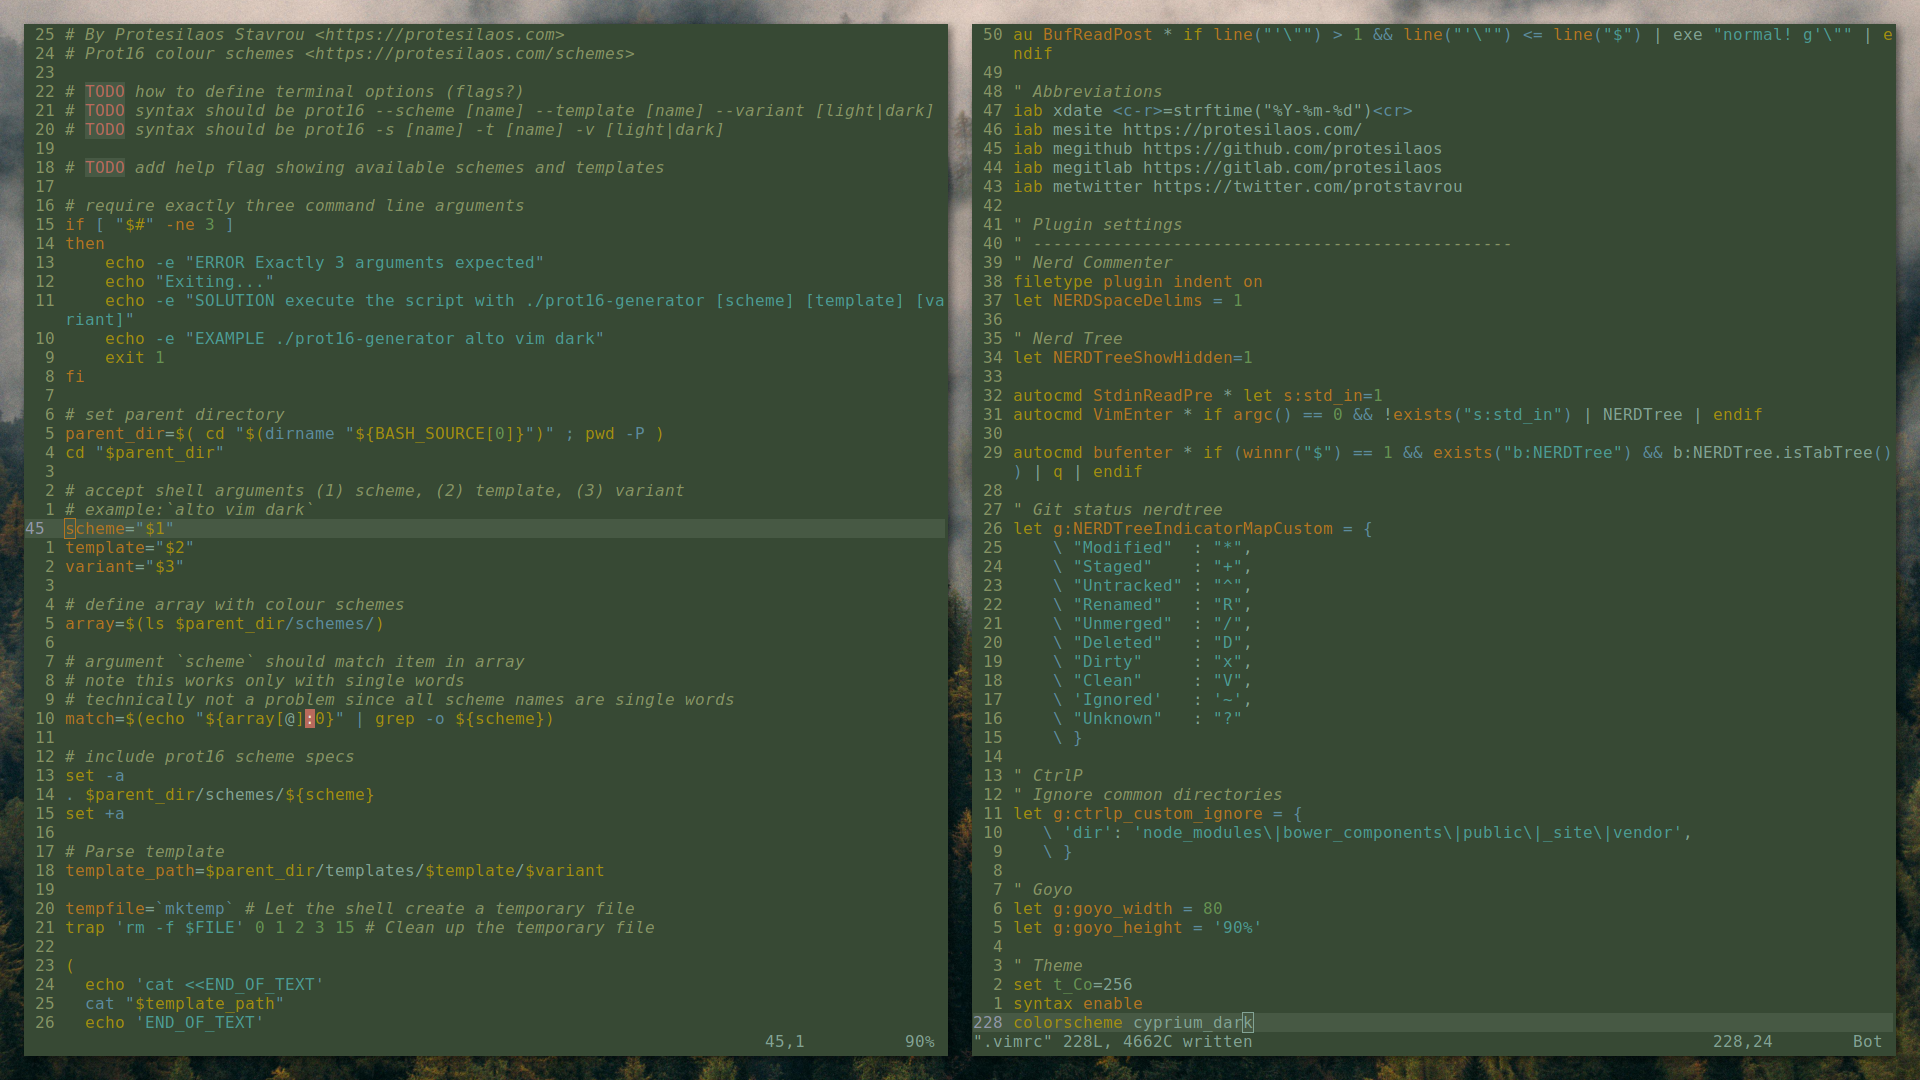 25 # By Protesilaos Stavrou <https://protesilaos.com>
24 # Prot16 colour schemes <https://protesilaos.com/schemes>
23
22 # TODO how to define terminal options (flags?)
21 # TODO syntax should be prot16 --scheme [name] --template [name] --variant [light|dark]
20 # TODO syntax should be prot16 -s [name] -t [name] -v [light|dark]
19
18 # TODO add help flag showing available schemes and templates
17
16 # require exactly three command line arguments
15 if [ "$#" -ne 3 ]
14 then
13     echo -e "ERROR Exactly 3 arguments expected"
12     echo "Exiting..."
11     echo -e "SOLUTION execute the script with ./prot16-generator [scheme] [template] [va
riant]"
10     echo -e "EXAMPLE ./prot16-generator alto vim dark"
9     exit 1
8 fi
7
6 # set parent directory
5 parent_dir=$( cd "$(dirname "${BASH_SOURCE[0]}")" ; pwd -P )
4 cd "$parent_dir"
3
2 # accept shell arguments (1) scheme, (2) template, (3) variant
1 # example:`alto vim dark`
45 scheme="$1"
1 template="$2"
2 variant="$3"
3
4 # define array with colour schemes
5 array=$(ls $parent_dir/schemes/)
6
7 # argument `scheme` should match item in array
8 # note this works only with single words
9 # technically not a problem since all scheme names are single words
10 match=$(echo "${array[@]:0}" | grep -o ${scheme})
11
12 # include prot16 scheme specs
13 set -a
14 . $parent_dir/schemes/${scheme}
15 set +a
16
17 # Parse template
18 template_path=$parent_dir/templates/$template/$variant
19
20 tempfile=`mktemp` # Let the shell create a temporary file
21 trap 'rm -f $FILE' 0 1 2 3 15 # Clean up the temporary file
22
23 (
24   echo 'cat <<END_OF_TEXT'
25   cat "$template_path"
26   echo 'END_OF_TEXT'
45,1 90%
50 au BufReadPost * if line("'\"") > 1 && line("'\"") <= line("$") | exe "normal! g'\"" | e
ndif
49
48 " Abbreviations
47 iab xdate <c-r>=strftime("%Y-%m-%d")<cr>
46 iab mesite https://protesilaos.com/
45 iab megithub https://github.com/protesilaos
44 iab megitlab https://gitlab.com/protesilaos
43 iab metwitter https://twitter.com/protstavrou
42
41 " Plugin settings
40 " ------------------------------------------------
39 " Nerd Commenter
38 filetype plugin indent on
37 let NERDSpaceDelims = 1
36
35 " Nerd Tree
34 let NERDTreeShowHidden=1
33
32 autocmd StdinReadPre * let s:std_in=1
31 autocmd VimEnter * if argc() == 0 && !exists("s:std_in") | NERDTree | endif
30
29 autocmd bufenter * if (winnr("$") == 1 && exists("b:NERDTree") && b:NERDTree.isTabTree()
) | q | endif
28
27 " Git status nerdtree
26 let g:NERDTreeIndicatorMapCustom = {
25     \ "Modified"  : "*",
24     \ "Staged"    : "+",
23     \ "Untracked" : "^",
22     \ "Renamed"   : "R",
21     \ "Unmerged"  : "/",
20     \ "Deleted"   : "D",
19     \ "Dirty"     : "x",
18     \ "Clean"     : "V",
17     \ 'Ignored'   : '~',
16     \ "Unknown"   : "?"
15     \ }
14
13 " CtrlP
12 " Ignore common directories
11 let g:ctrlp_custom_ignore = {
10    \ 'dir': 'node_modules\|bower_components\|public\|_site\|vendor',
9    \ }
8
7 " Goyo
6 let g:goyo_width = 80
5 let g:goyo_height = '90%'
4
3 " Theme
2 set t_Co=256
1 syntax enable
228 colorscheme cyprium_dark
".vimrc" 228L, 4662C written 228,24 Bot